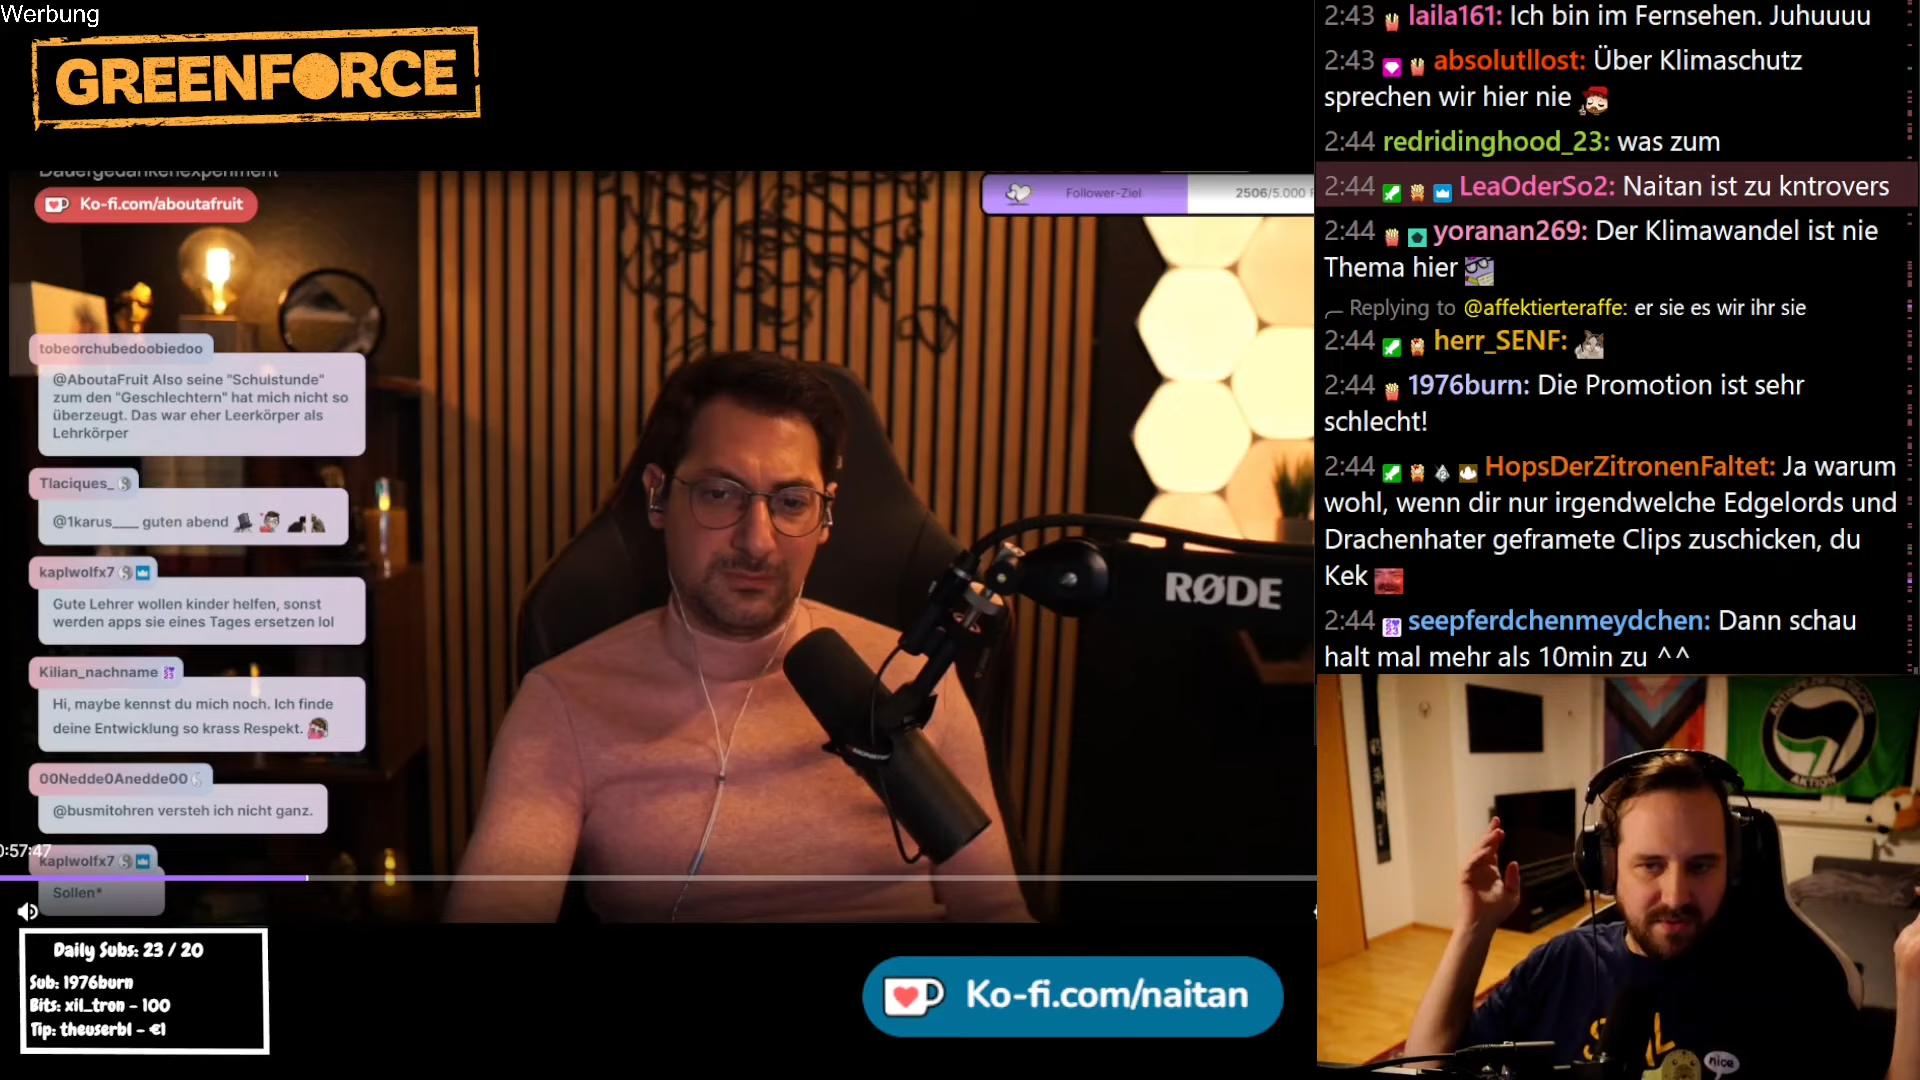 Werbung
GREENFORCE
Dauergedankenexperiment
Ko-fi.com/aboutafruit
Follower-Ziel
2506/5.000
tobeorchubedoobiedoo
@AboutaFruit Also seine "Schulstunde"
zum den "Geschlechtern" hat mich nicht so
überzeugt. Das war eher Leerkörper als
Lehrkörper
Tlaciques_
@1karus___ guten abend
kaplwolfx7
Gute Lehrer wollen kinder helfen, sonst
werden apps sie eines Tages ersetzen lol
Kilian_nachname
Hi, maybe kennst du mich noch. Ich finde
deine Entwicklung so krass Respekt.
00Nedde0Anedde00
@busmitohren versteh ich nicht ganz.
0:57:47
kaplwolfx7
Sollen*
RØDE
Daily Subs: 23 / 20
Sub: 1976burn
Bits: xil_tron - 100
Tip: theuserbl - €1
Ko-fi.com/naitan
2:43 laila161: Ich bin im Fernsehen. Juhuuuu
2:43 absolutllost: Über Klimaschutz
sprechen wir hier nie
2:44 redridinghood_23: was zum
2:44 LeaOderSo2: Naitan ist zu kntrovers
2:44 yoranan269: Der Klimawandel ist nie
Thema hier
Replying to @affektierteraffe: er sie es wir ihr sie
2:44 herr_SENF:
2:44 1976burn: Die Promotion ist sehr
schlecht!
2:44 HopsDerZitronenFaltet: Ja warum
wohl, wenn dir nur irgendwelche Edgelords und
Drachenhater geframete Clips zuschicken, du
Kek
2:44 seepferdchenmeydchen: Dann schau
halt mal mehr als 10min zu ^^
AKTION
nice